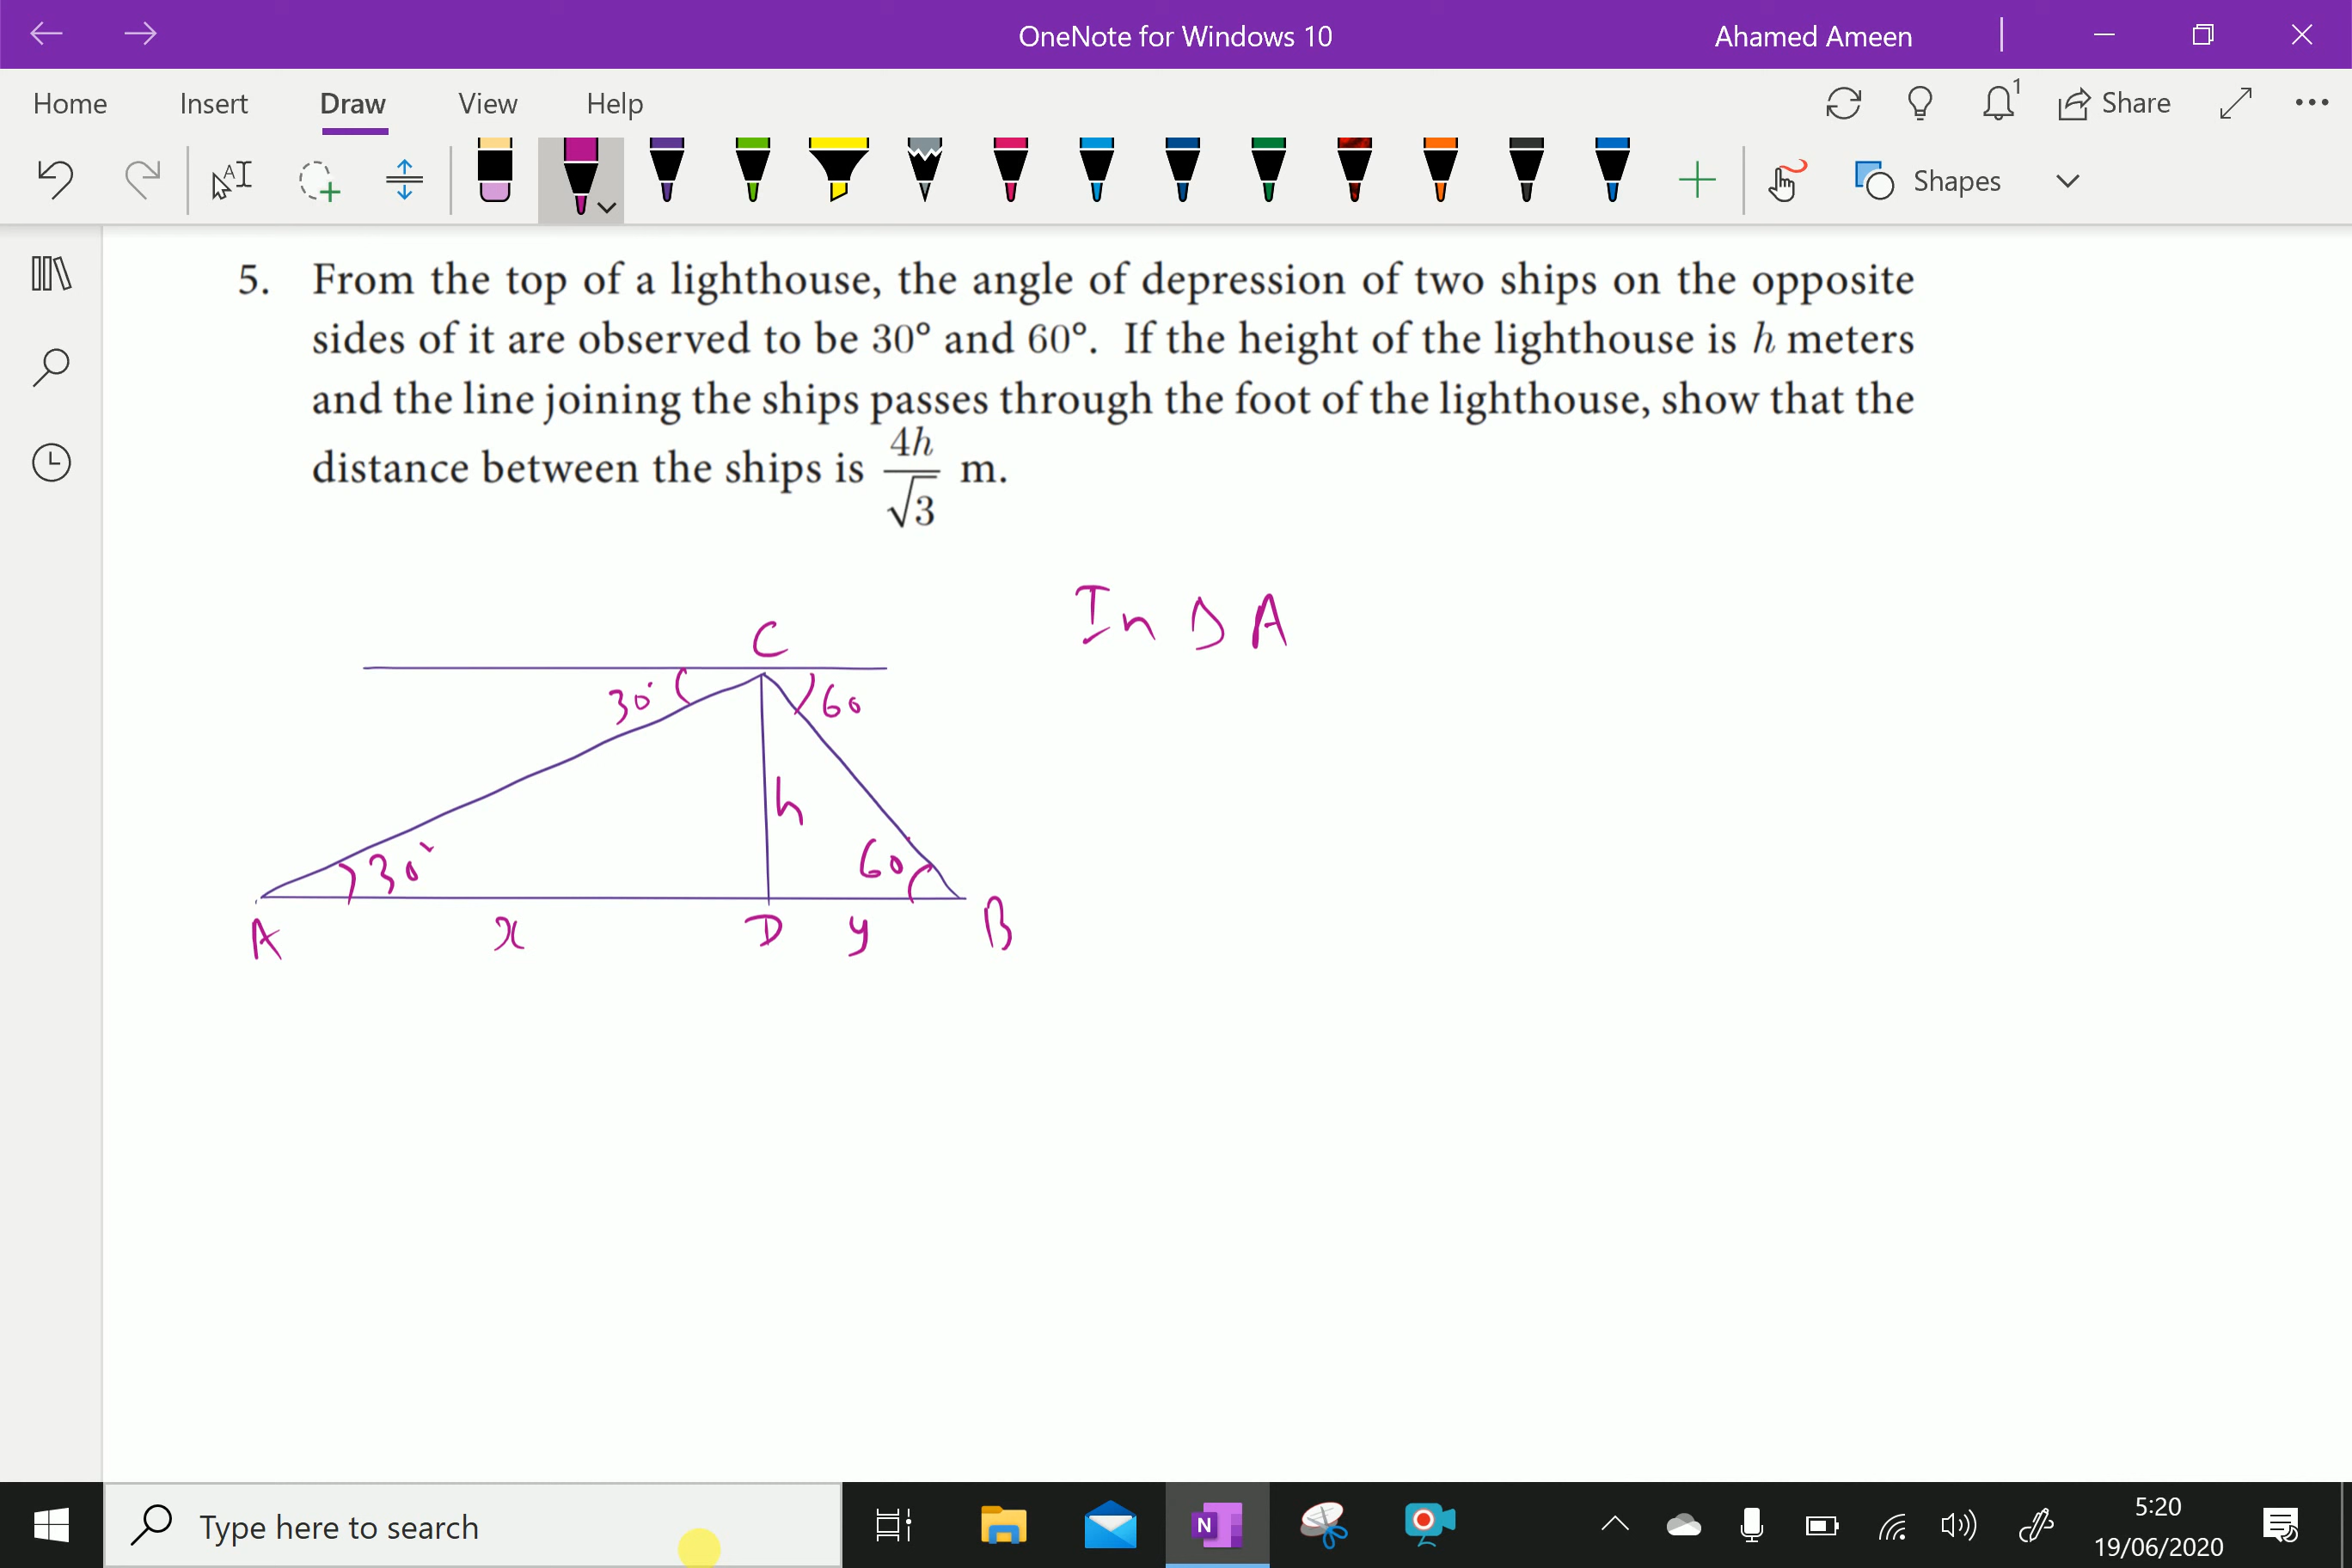 OneNote for Windows 10
Ahamed Ameen
Home Insert Draw View Help
1 Share
AI
Shapes
5. From the top of a lighthouse, the angle of depression of two ships on the opposite
sides of it are observed to be 30° and 60°. If the height of the lighthouse is h meters
and the line joining the ships passes through the foot of the lighthouse, show that the
distance between the ships is 4h/√3 m.
In Δ A
C
30° 60
h
30° 60
A x D y B
Type here to search
N
5:20
19/06/2020